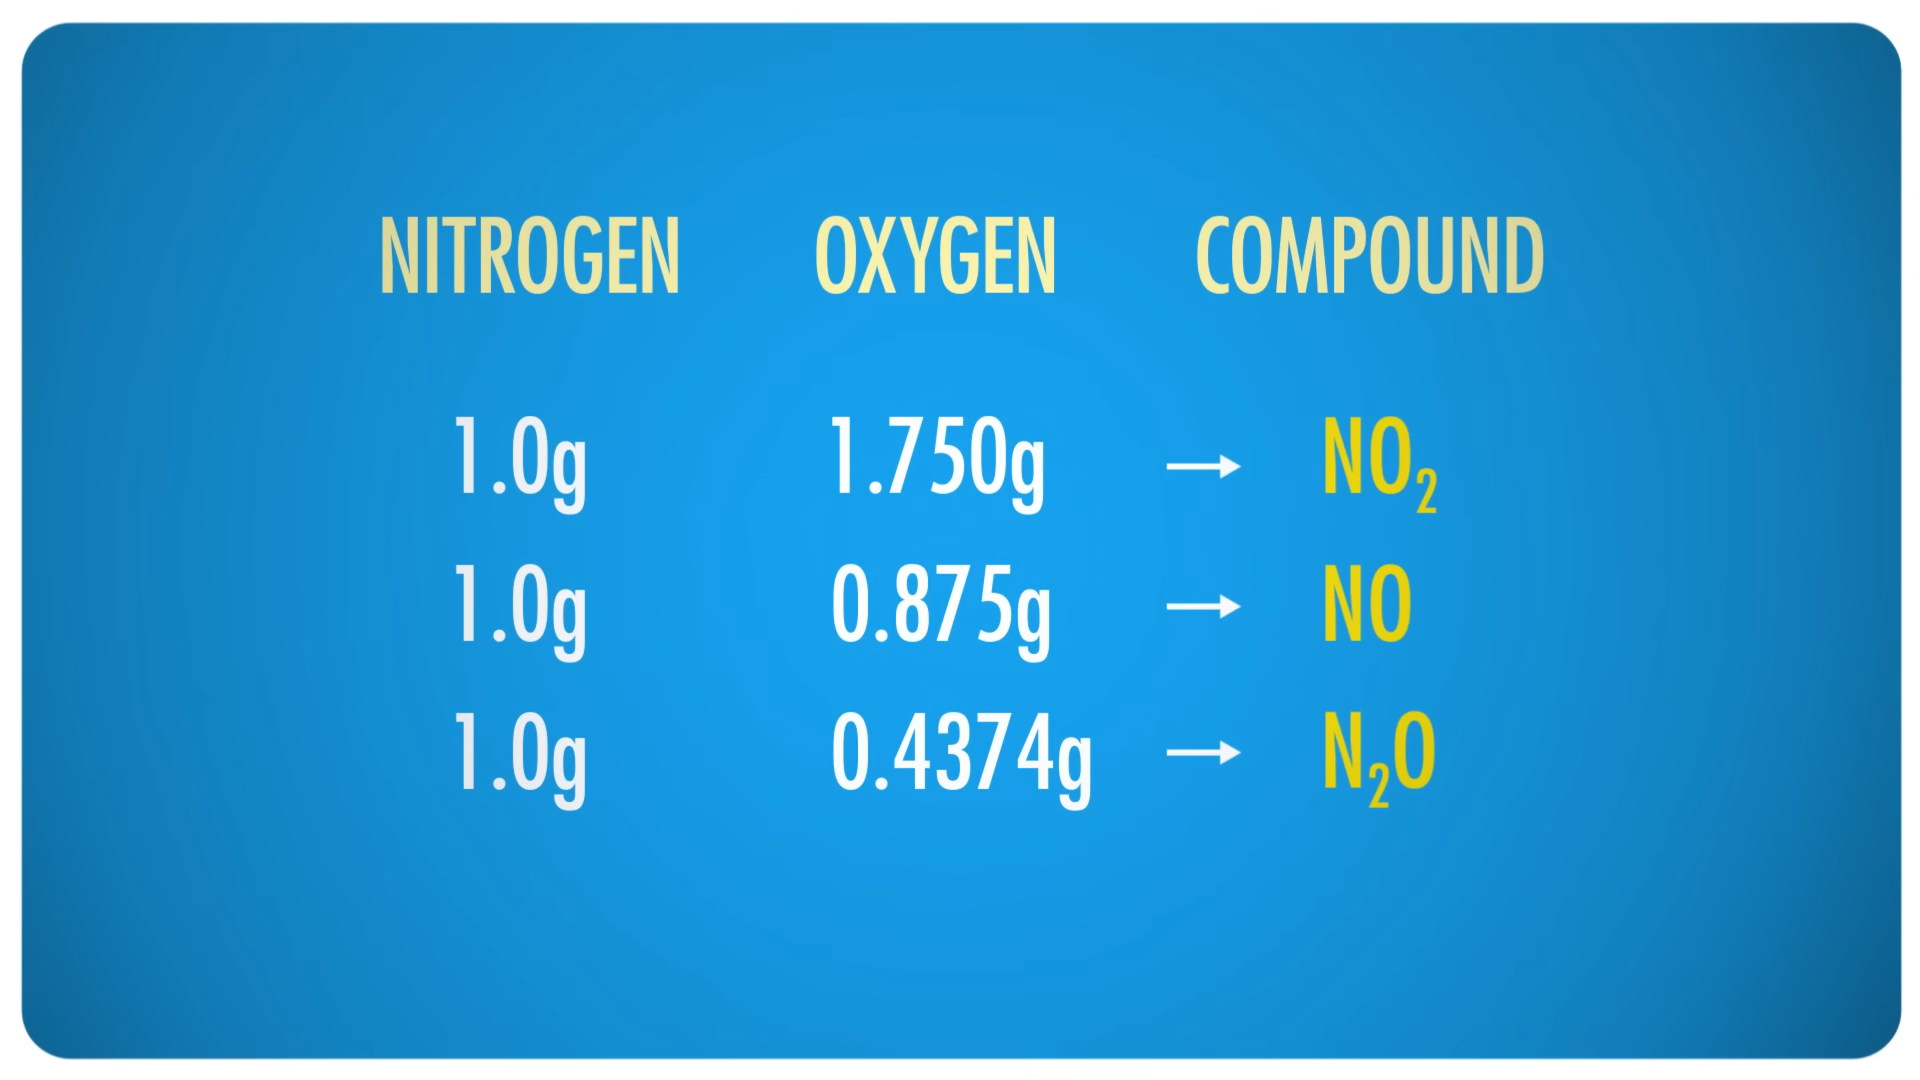 NITROGEN OXYGEN COMPOUND
1.0g 1.750g → NO₂
1.0g 0.875g → NO
1.0g 0.4374g → N₂O